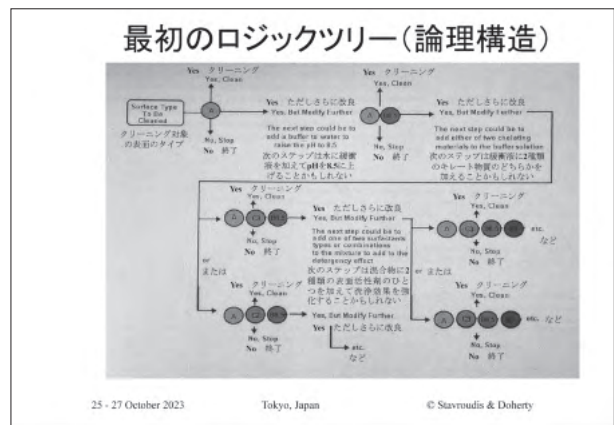 最初のロジックツリー(論理構造)
Yes クリーニング
Yes, Clean
Surface Type
To Be
Cleaned
クリーニング対象
の表面のタイプ
A
No, Stop
No 終了
Yes ただしさらに改良
Yes, But Modify Further
The next step could be to
add a buffer to water to
raise the pH to 8.5
次のステップは水に緩衝
液を加えてpHを8.5に上
げることかもしれない
Yes クリーニング
Yes, Clean
A
No, Stop
No 終了
Yes ただしさらに改良
Yes, But Modify Further
The next step could be to
add either of two chelating
materials to the buffer solution
次のステップは緩衝液に2種類
のキレート物質のどちらかを
加えることかもしれない
Yes クリーニング
Yes, Clean
A C1
No, Stop
No 終了
Yes ただしさらに改良
Yes, But Modify Further
The next step could be to
add one of two surfactants
types or combinations
to the mixture to add to the
detergency effect
次のステップは混合物に2
種類の表面活性剤のひと
つを加えて洗浄効果を強
化することかもしれない
Yes クリーニング
Yes, Clean
A C1
etc.
など
No, Stop
No 終了
or
または
or
または
Yes クリーニング
Yes, Clean
A C2
No, Stop
No 終了
Yes, But Modify Further
Yes ただしさらに改良
etc.
など
Yes クリーニング
Yes, Clean
A
etc.
など
No, Stop
No 終了
25 - 27 October 2023
Tokyo, Japan
© Stavroudis & Doherty